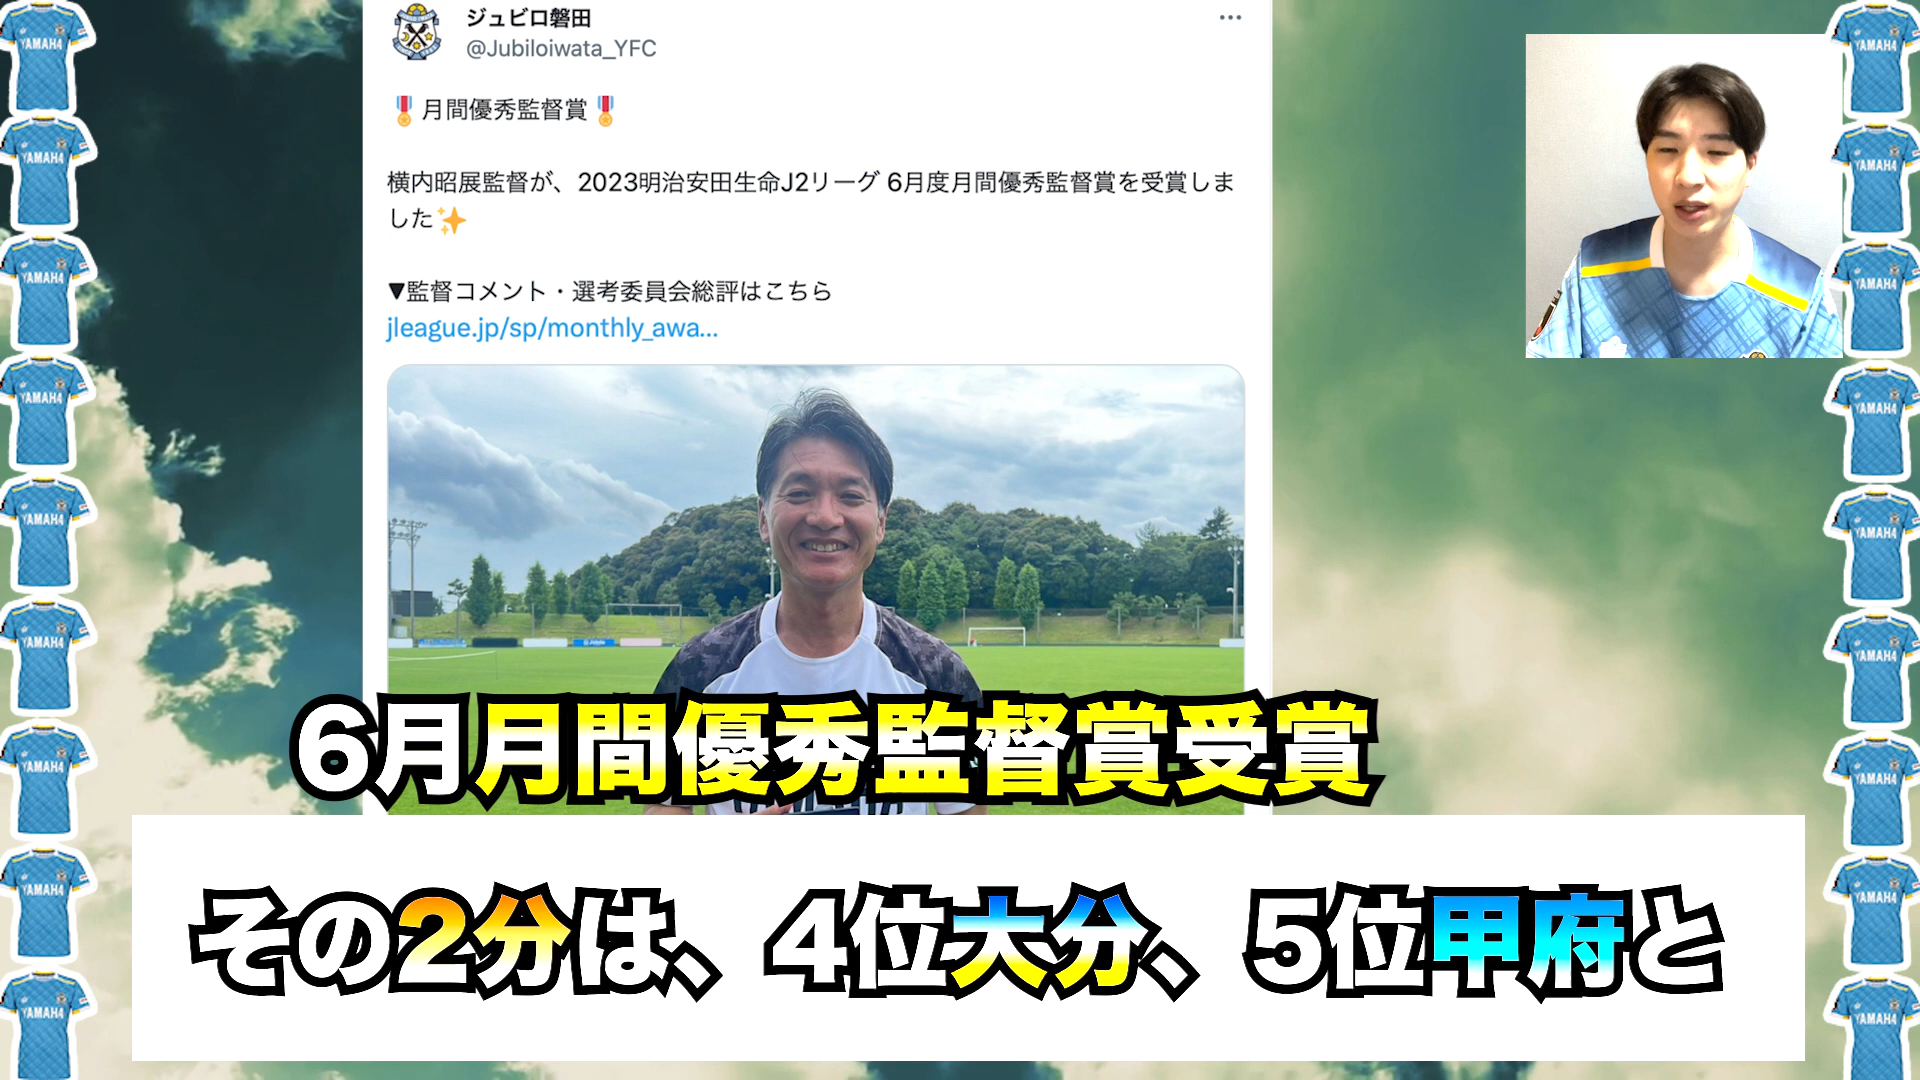 ジュビロ磐田
@Jubiloiwata_YFC
🎖️月間優秀監督賞🎖️
横内昭展監督が、2023明治安田生命J2リーグ 6月度月間優秀監督賞を受賞しま
した✨
▼監督コメント・選考委員会総評はこちら
jleague.jp/sp/monthly_awa...
6月月間優秀監督賞受賞
その2分は、4位大分、5位甲府と